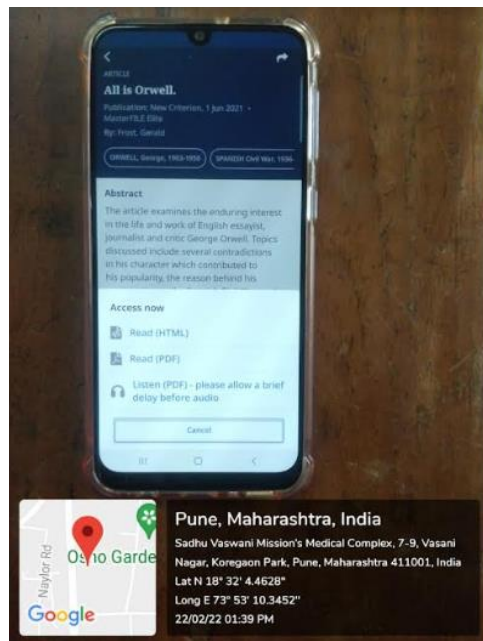 ARTICLE
All is Orwell.
Publication: New Criterion, 1 Jun 2021 -
MasterFILE Elite
By: Frost, Gerald
ORWELL, George, 1903-1950
SPANISH Civil War, 1936-
Abstract
The article examines the enduring interest
in the life and work of English essayist,
journalist and critic George Orwell. Topics
discussed include several contradictions
in his character which contributed to
his popularity, the reason behind his
Access now
Read (HTML)
Read (PDF)
Listen (PDF) - please allow a brief
delay before audio
Cancel
Naylor Rd
Osho Garde
Google
Pune, Maharashtra, India
Sadhu Vaswani Mission's Medical Complex, 7-9, Vasani
Nagar, Koregaon Park, Pune, Maharashtra 411001, India
Lat N 18° 32' 4.4628"
Long E 73° 53' 10.3452"
22/02/22 01:39 PM